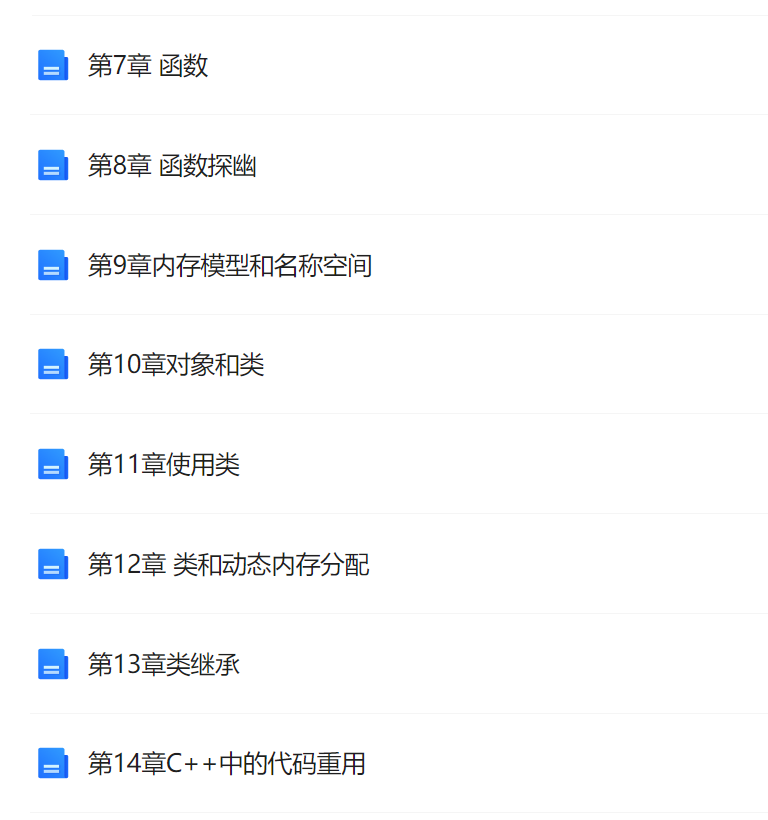 第7章 函数
第8章 函数探幽
第9章内存模型和名称空间
第10章对象和类
第11章使用类
第12章 类和动态内存分配
第13章类继承
第14章C++中的代码重用